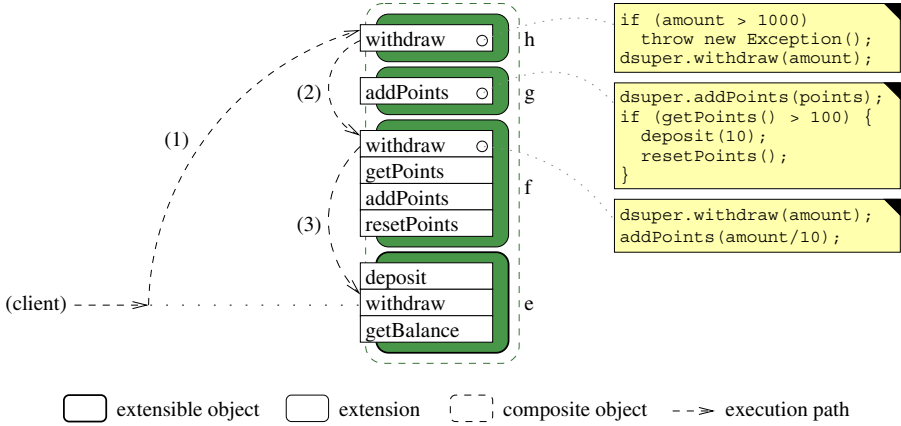 withdraw
h
addPoints
g
withdraw
getPoints
addPoints
resetPoints
f
deposit
withdraw
getBalance
e
(1)
(2)
(3)
(client)
if (amount > 1000)
throw new Exception();
dsuper.withdraw(amount);
dsuper.addPoints(points);
if (getPoints() > 100) {
deposit(10);
resetPoints();
}
dsuper.withdraw(amount);
addPoints(amount/10);
extensible object
extension
composite object
execution path